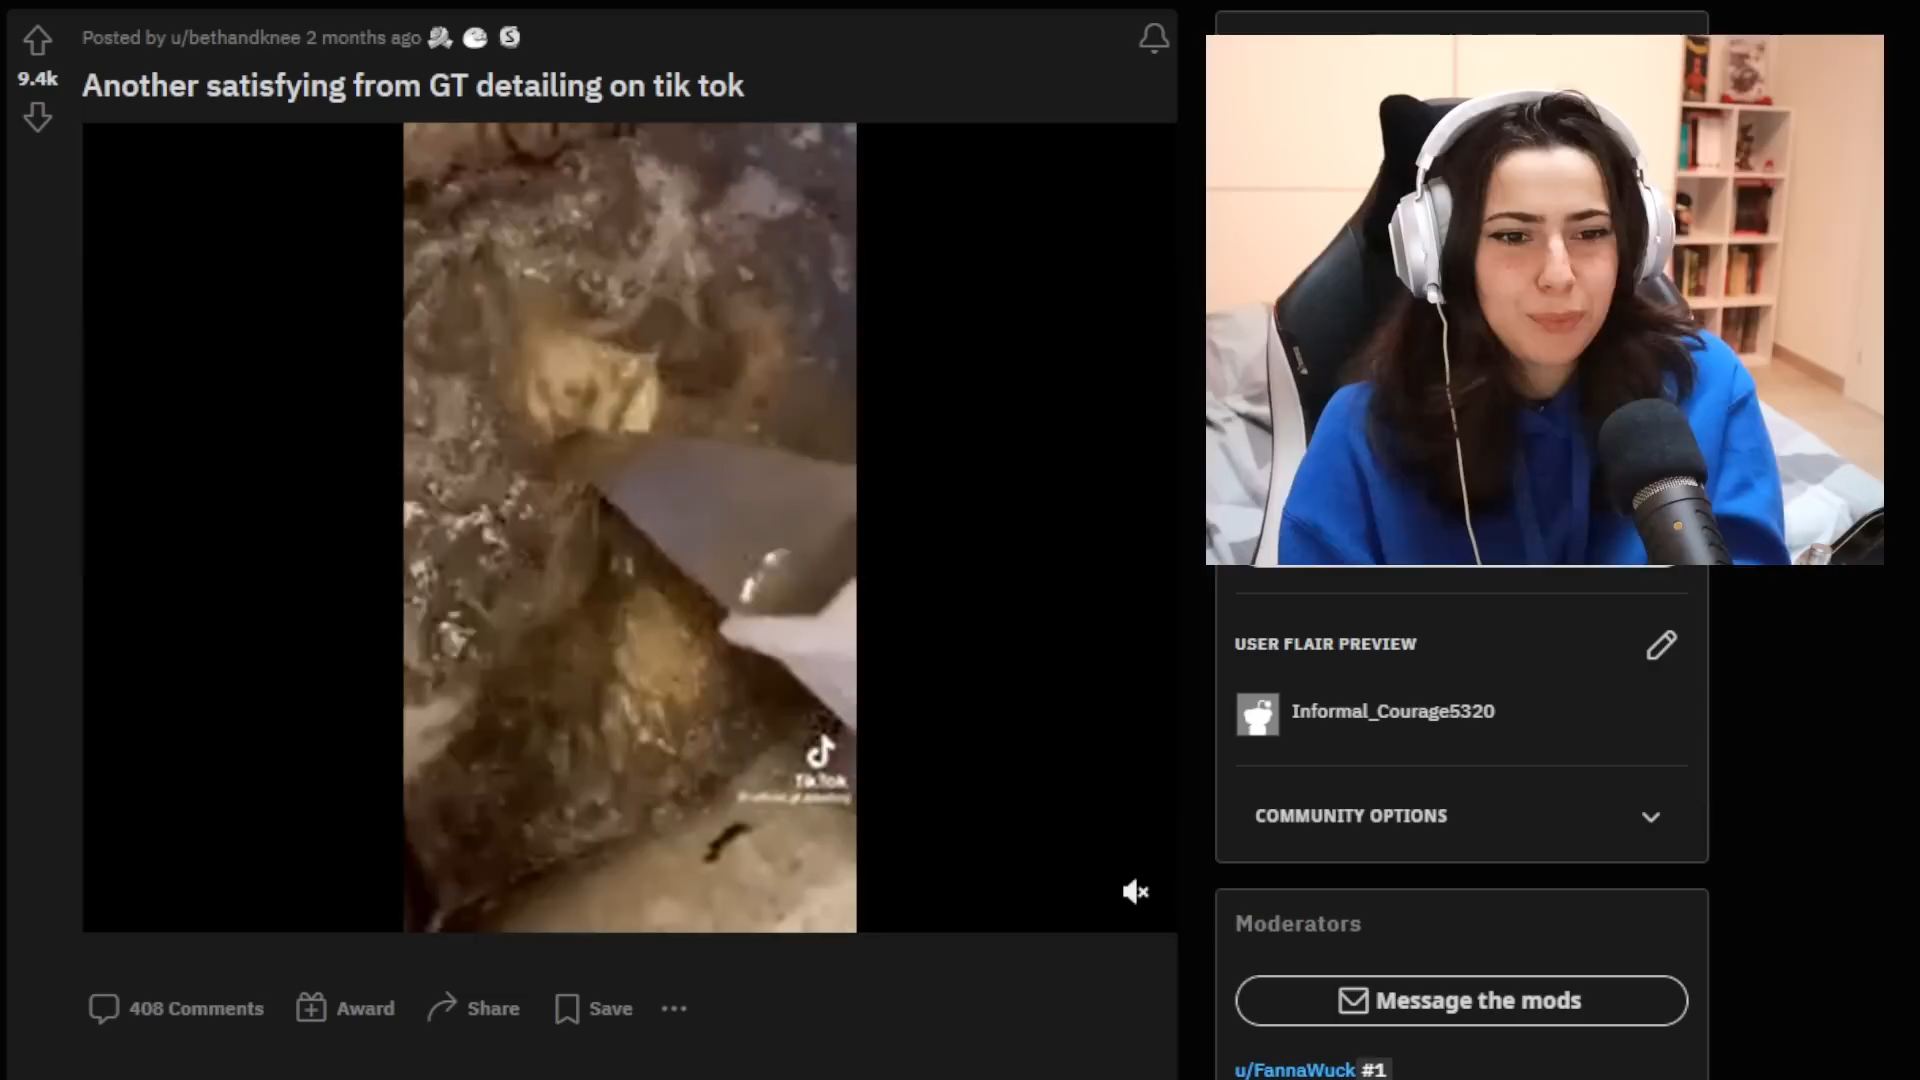 Posted by u/bethandknee 2 months ago
9.4k
Another satisfying from GT detailing on tik tok
TikTok
408 Comments
Award
Share
Save
USER FLAIR PREVIEW
Informal_Courage5320
COMMUNITY OPTIONS
Moderators
Message the mods
u/FannaWuck #1